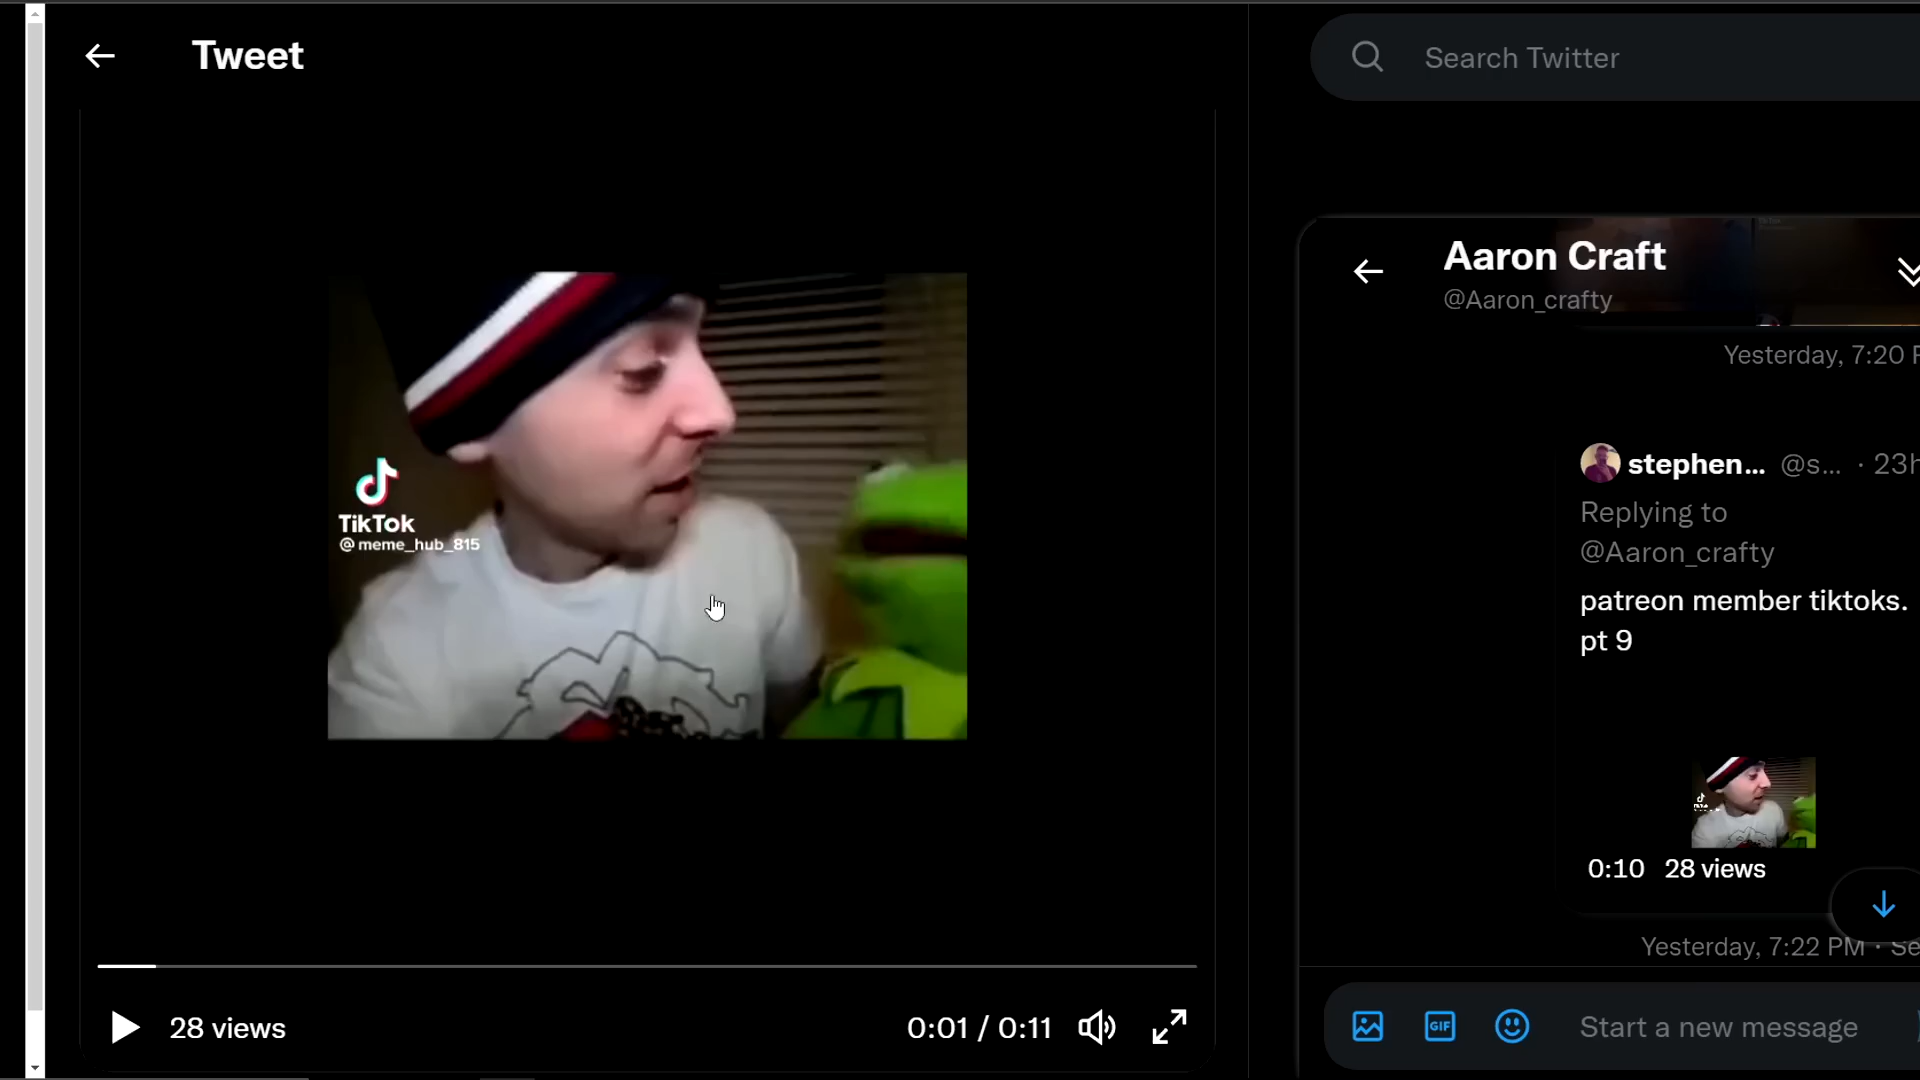 Tweet
TikTok
@meme_hub_815
28 views
0:01 / 0:11
Search Twitter
Aaron Craft
@Aaron_crafty
Yesterday, 7:20 P
stephen... @s... · 23h
Replying to
@Aaron_crafty
patreon member tiktoks.
pt 9
0:10 28 views
Yesterday, 7:22 PM · Se
GIF
Start a new message